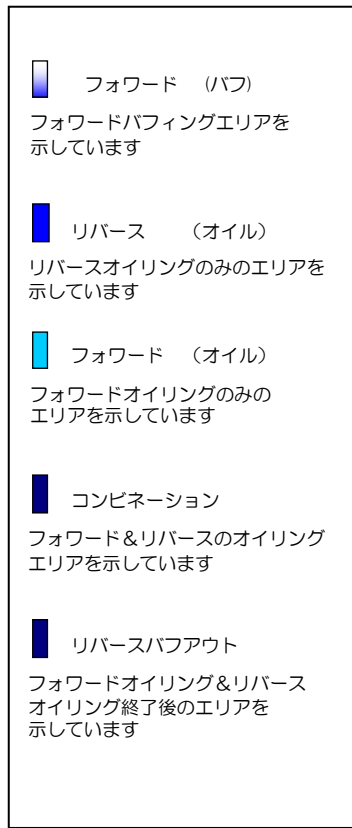 フォワード (バフ)
フォワードバフィングエリアを
示しています
リバース (オイル)
リバースオイリングのみのエリアを
示しています
フォワード (オイル)
フォワードオイリングのみの
エリアを示しています
コンビネーション
フォワード＆リバースのオイリング
エリアを示しています
リバースバフアウト
フォワードオイリング＆リバース
オイリング終了後のエリアを
示しています